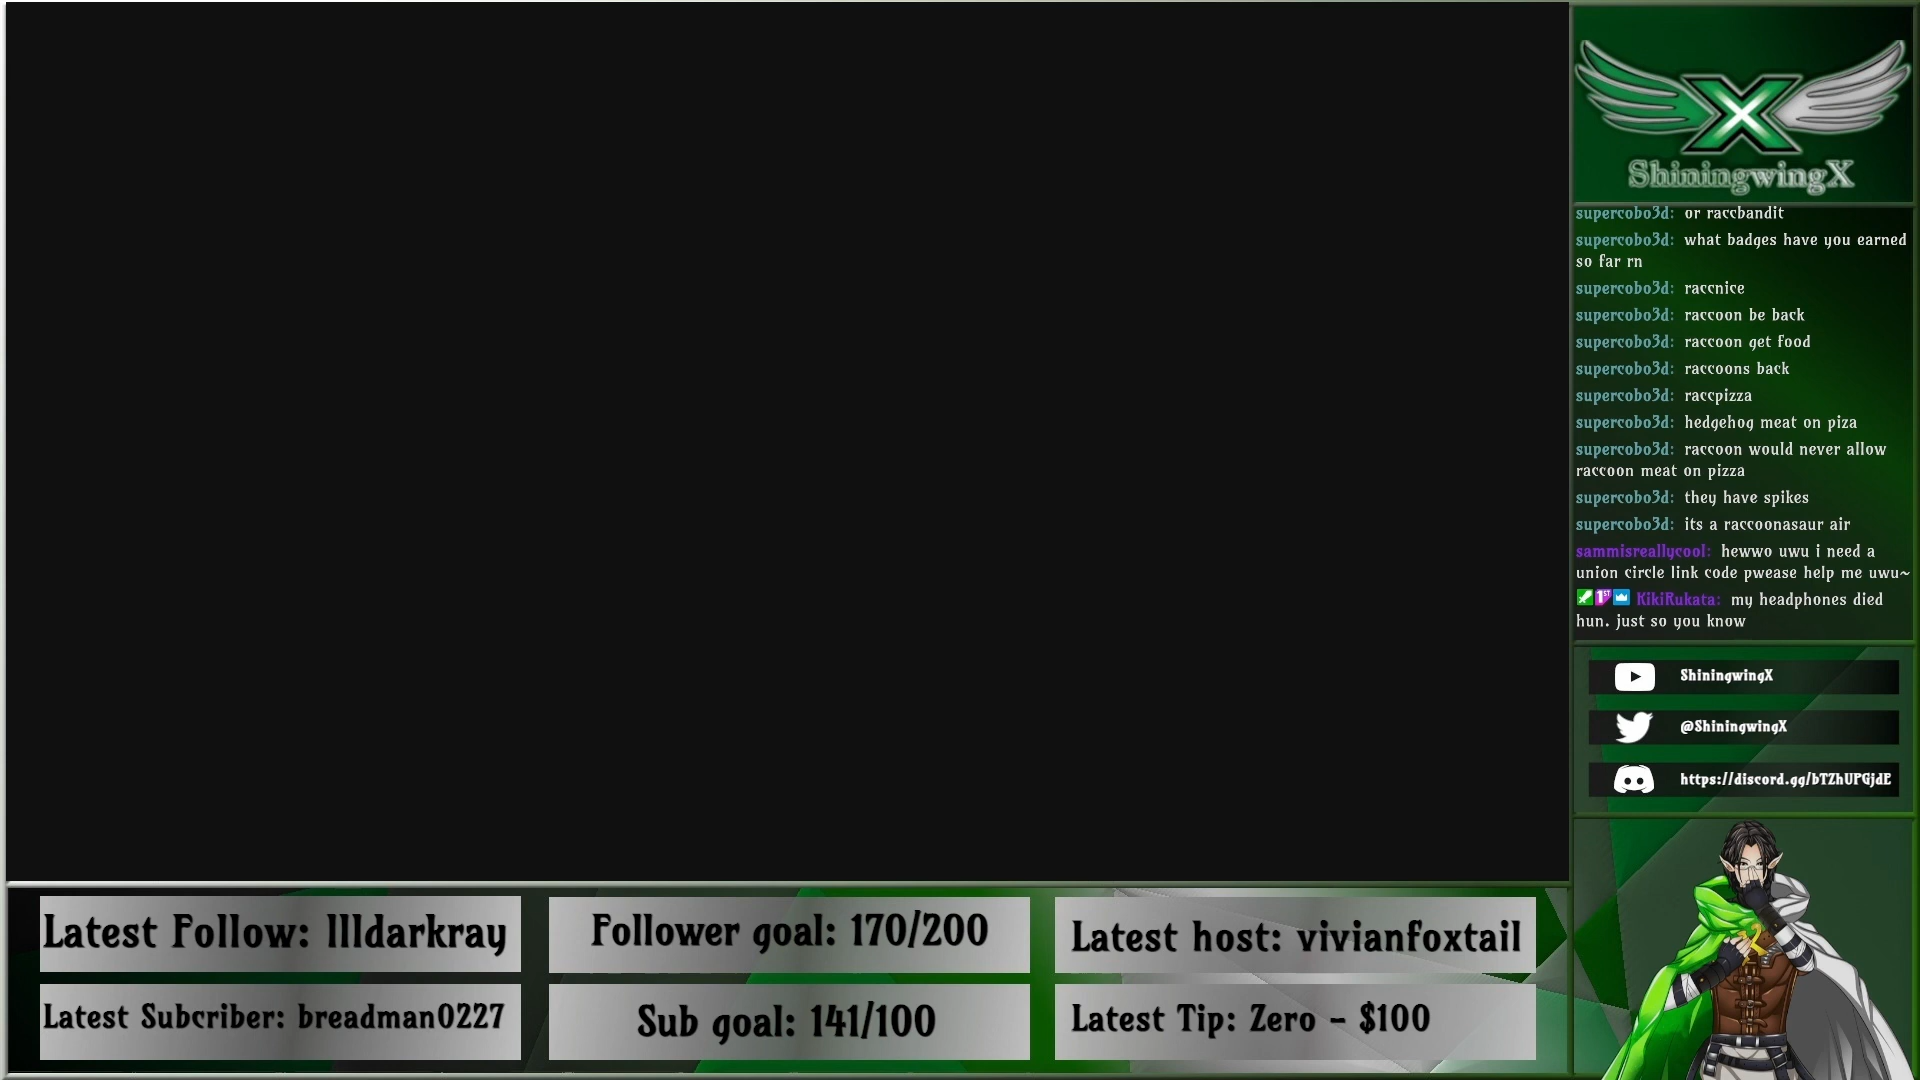 X
ShiningwingX
supercobo3d: or raccbandit
supercobo3d: what badges have you earned
so far rn
supercobo3d: raccnice
supercobo3d: raccoon be back
supercobo3d: raccoon get food
supercobo3d: raccoons back
supercobo3d: raccpizza
supercobo3d: hedgehog meat on piza
supercobo3d: raccoon would never allow
raccoon meat on pizza
supercobo3d: they have spikes
supercobo3d: its a raccoonasaur air
sammisreallycool: hewwo uwu i need a
union circle link code pwease help me uwu~
1ST KikiRukata: my headphones died
hun. just so you know
ShiningwingX
@ShiningwingX
https://discord.gg/bTZhUPGjdE
Latest Follow: llldarkray
Follower goal: 170/200
Latest host: vivianfoxtail
Latest Subcriber: breadman0227
Sub goal: 141/100
Latest Tip: Zero - $100